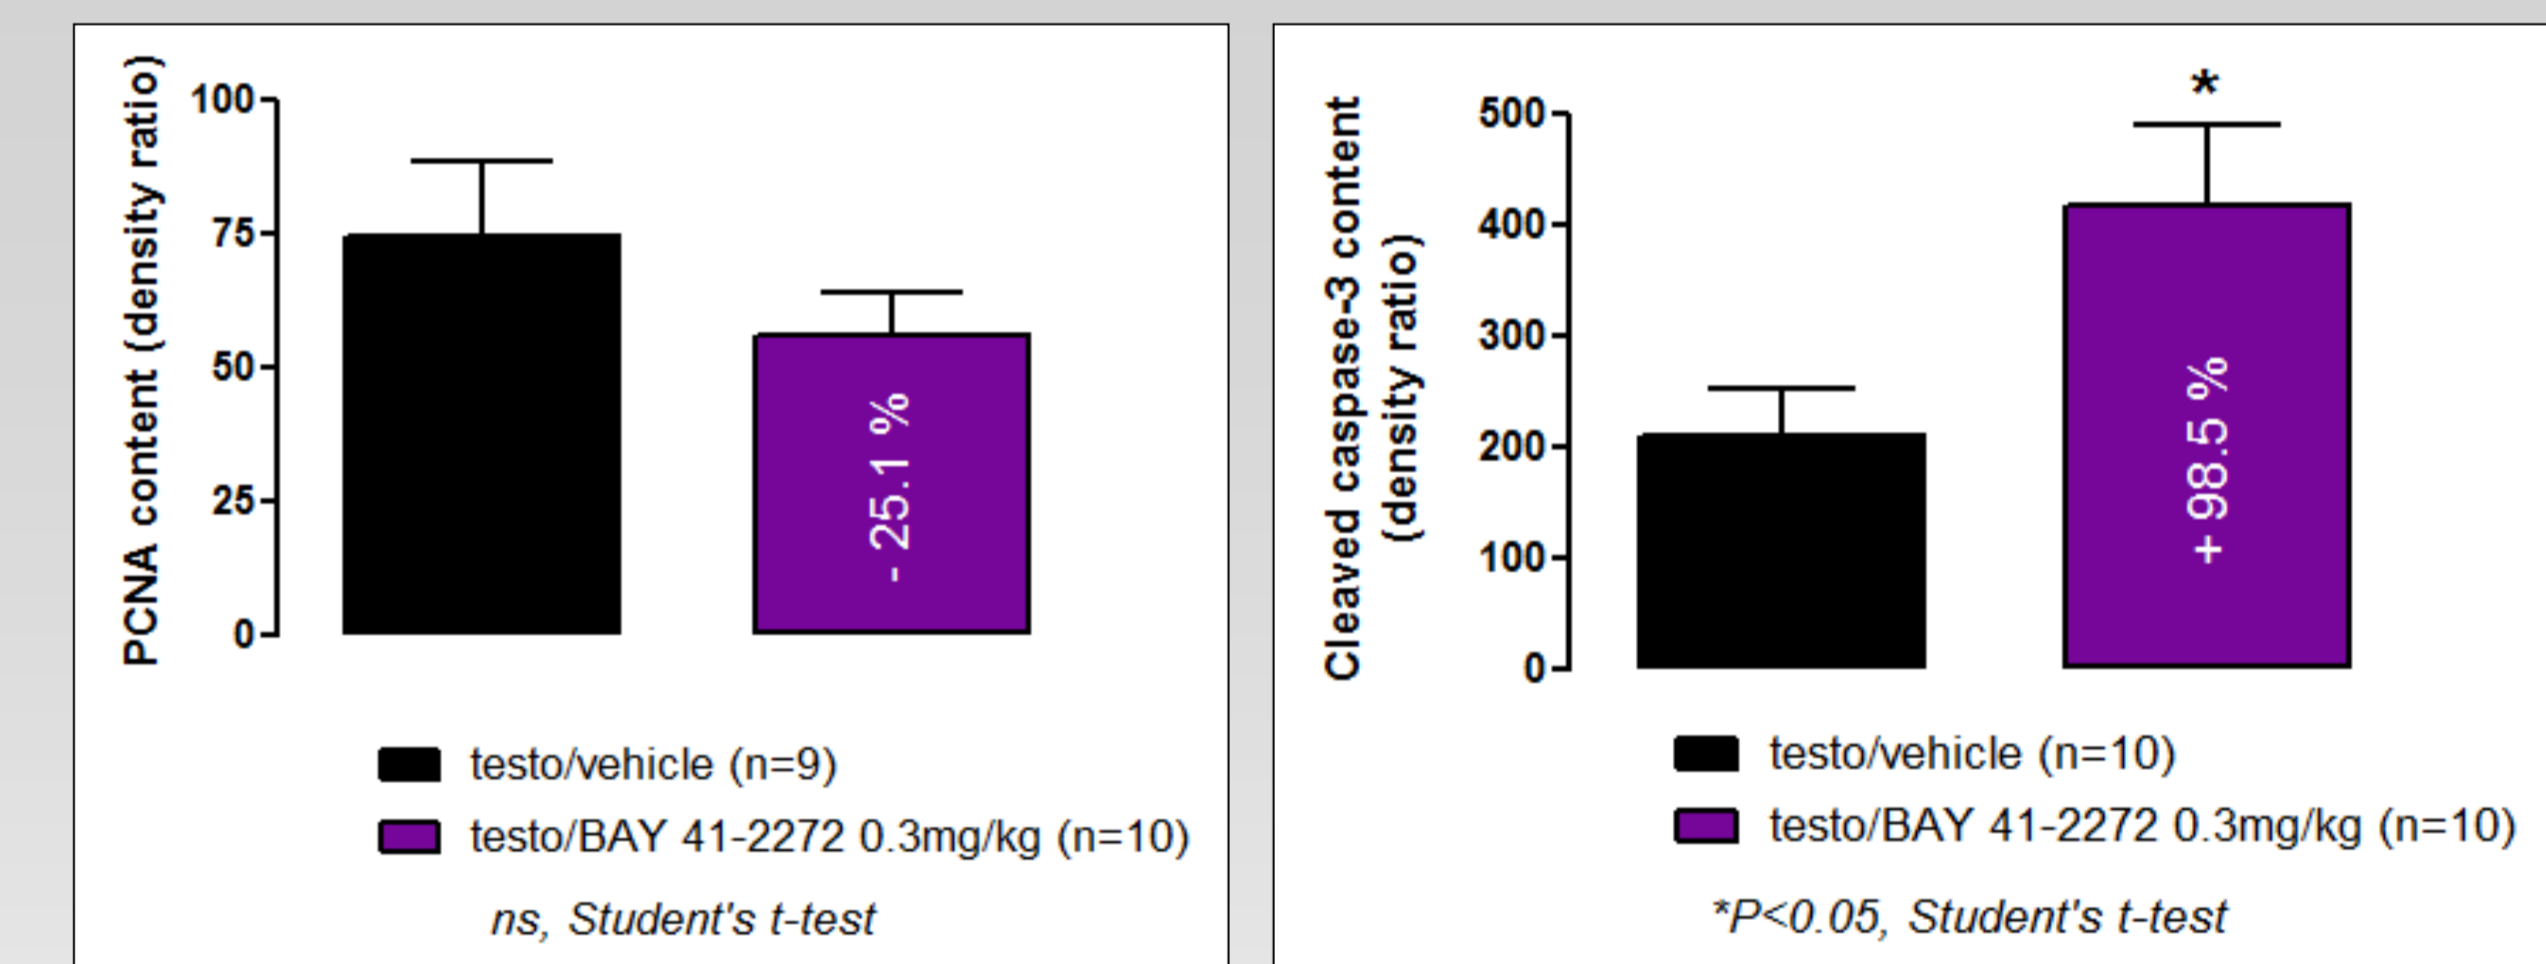 PCNA content (density ratio)
100
75
50
25
0
- 25.1 %
testo/vehicle (n=9)
testo/BAY 41-2272 0.3mg/kg (n=10)
ns, Student's t-test
Cleaved caspase-3 content
(density ratio)
500
400
300
200
100
0
*
+ 98.5 %
testo/vehicle (n=10)
testo/BAY 41-2272 0.3mg/kg (n=10)
*P<0.05, Student's t-test